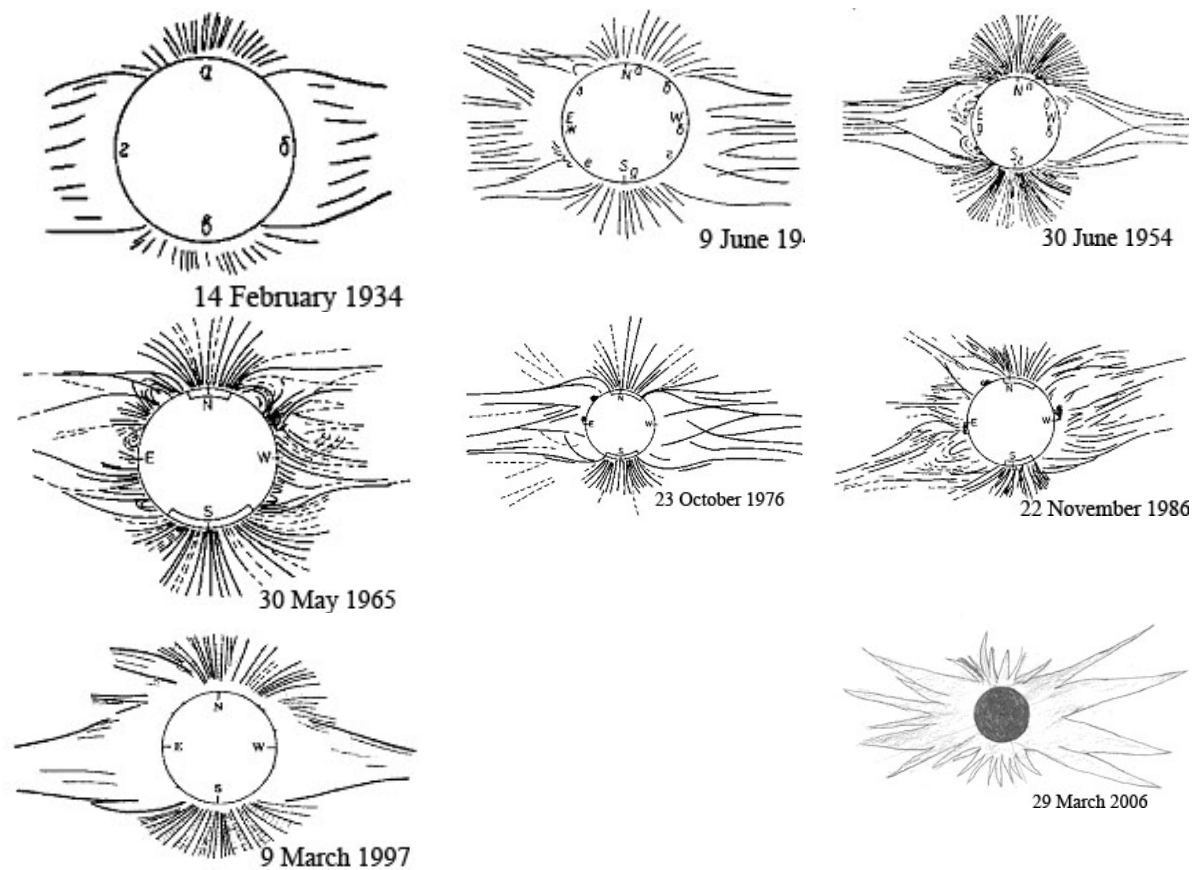 a
г
б
в
14 February 1934
N a
з
б
E
W
ж
в
е
г
S д
9 June 194
N a
E
W
S г
30 June 1954
N
E
W
S
30 May 1965
N
E
W
S
23 October 1976
N
E
W
S
22 November 1986
N
E
W
S
9 March 1997
29 March 2006